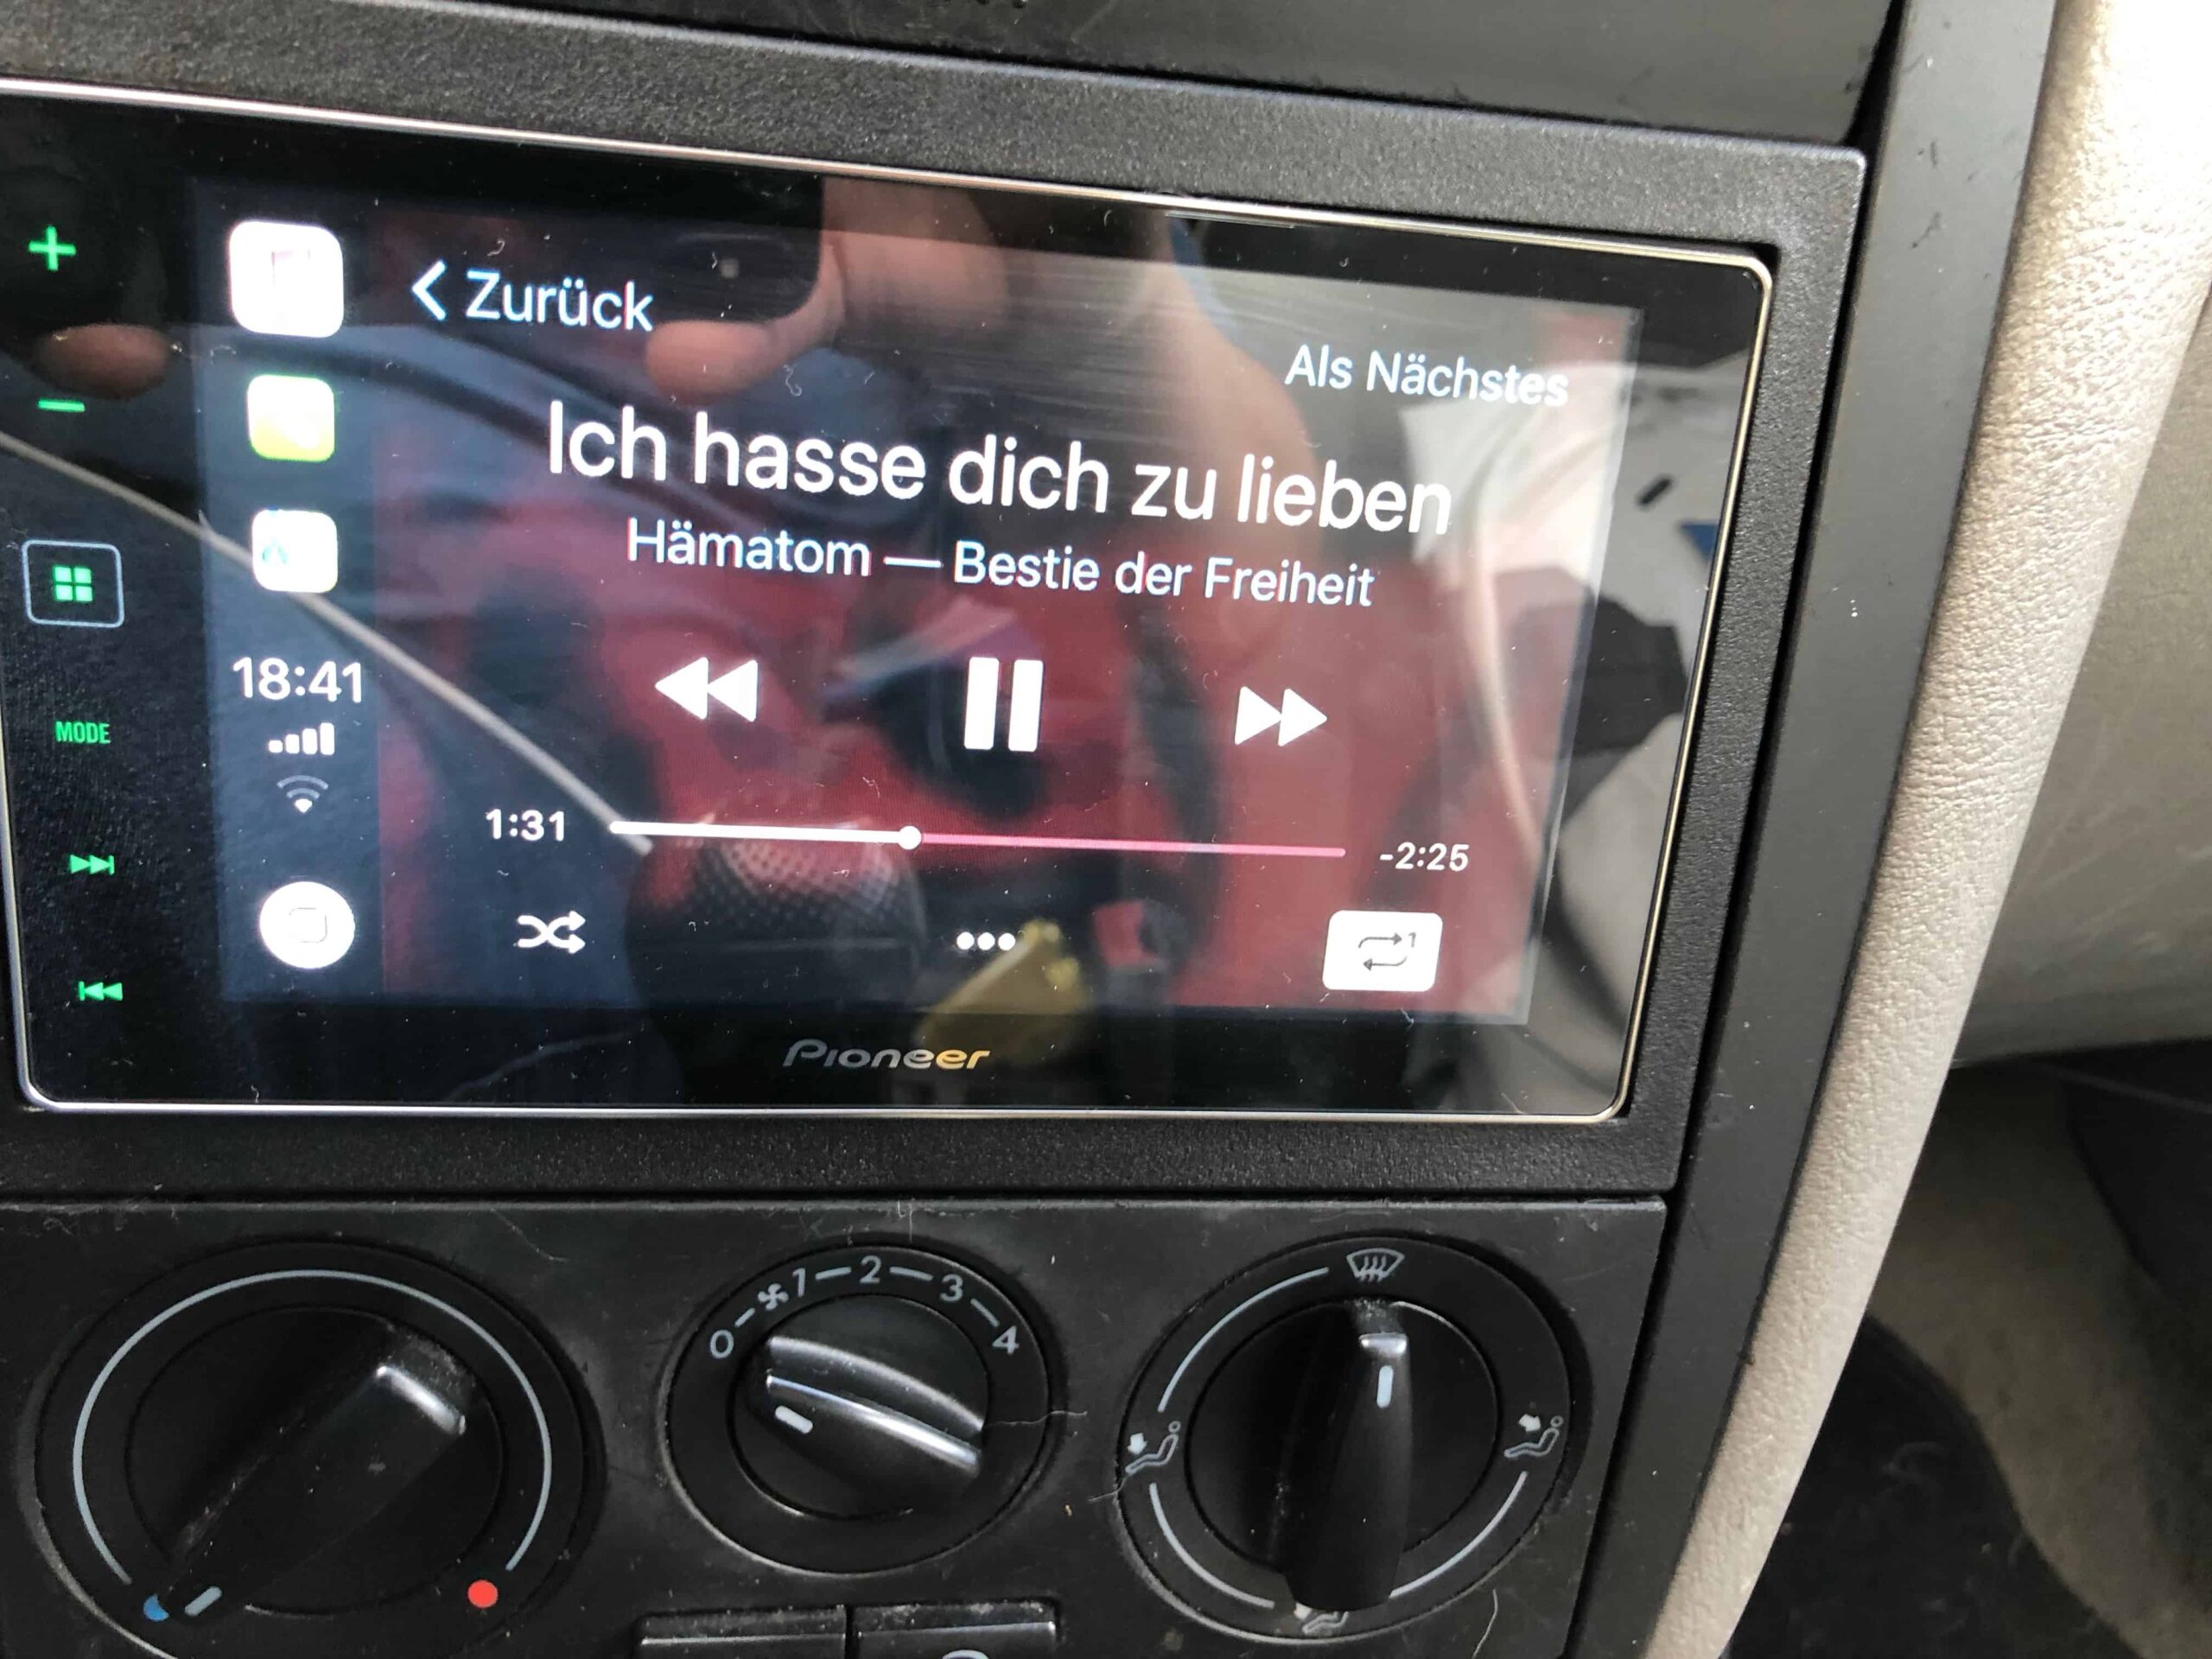 Zurück
Als Nächstes
Ich hasse dich zu lieben
Hämatom — Bestie der Freiheit
18:41
MODE
1:31
-2:25
1
Pioneer
0 1 2 3 4